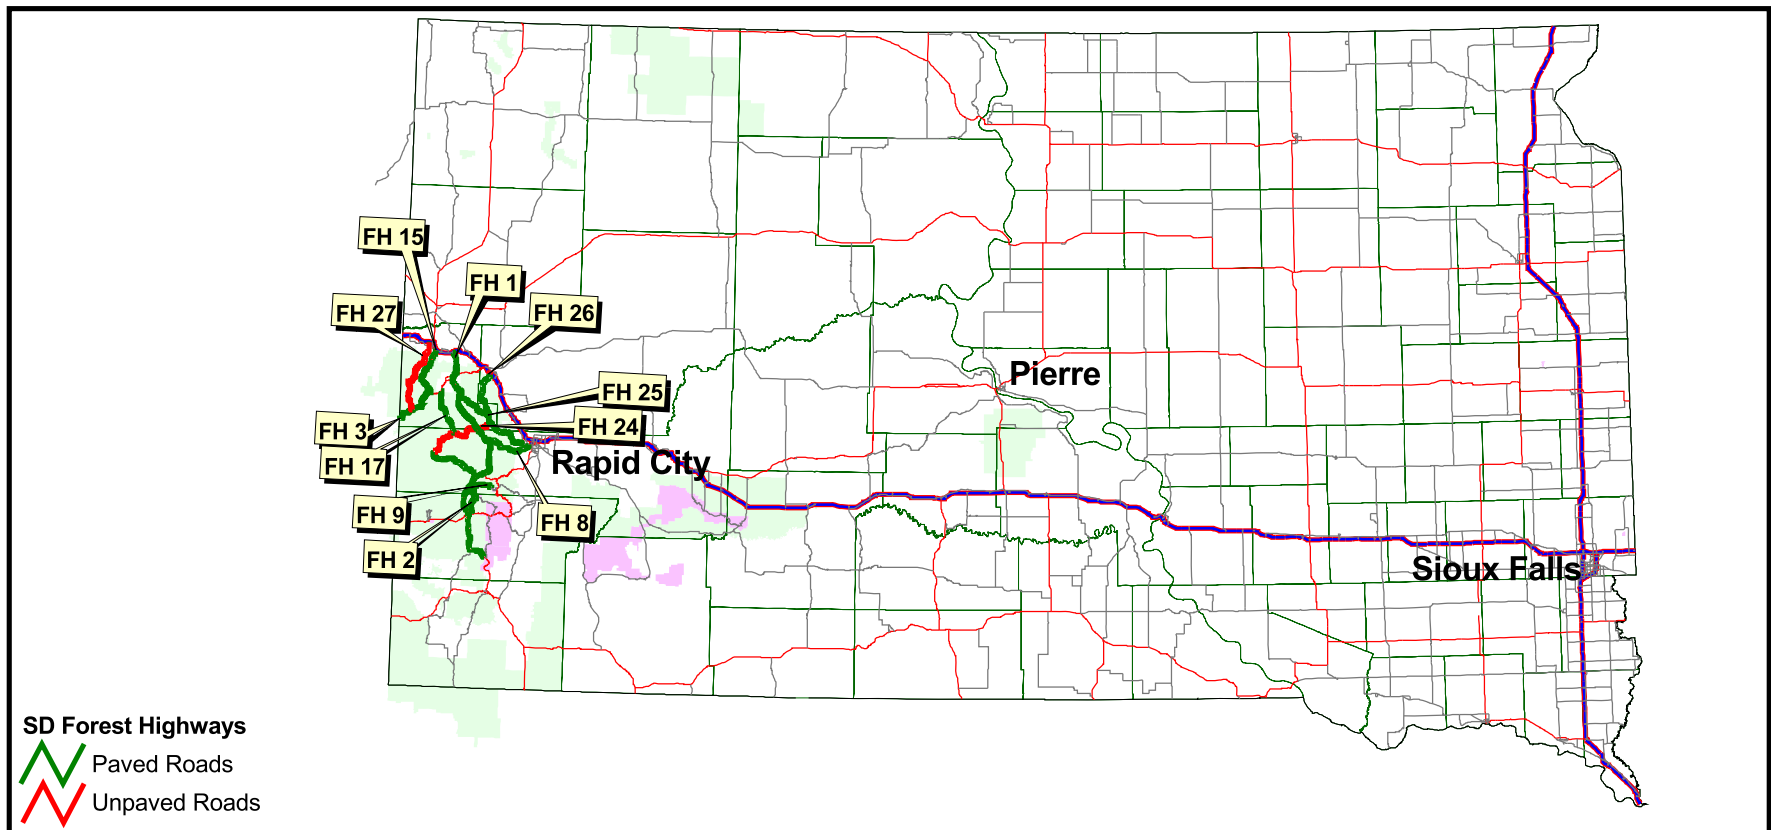 FH 15
FH 1
FH 27
FH 26
Pierre
FH 25
FH 3
FH 24
FH 17
Rapid City
FH 9
FH 8
FH 2
Sioux Falls
SD Forest Highways
Paved Roads
Unpaved Roads